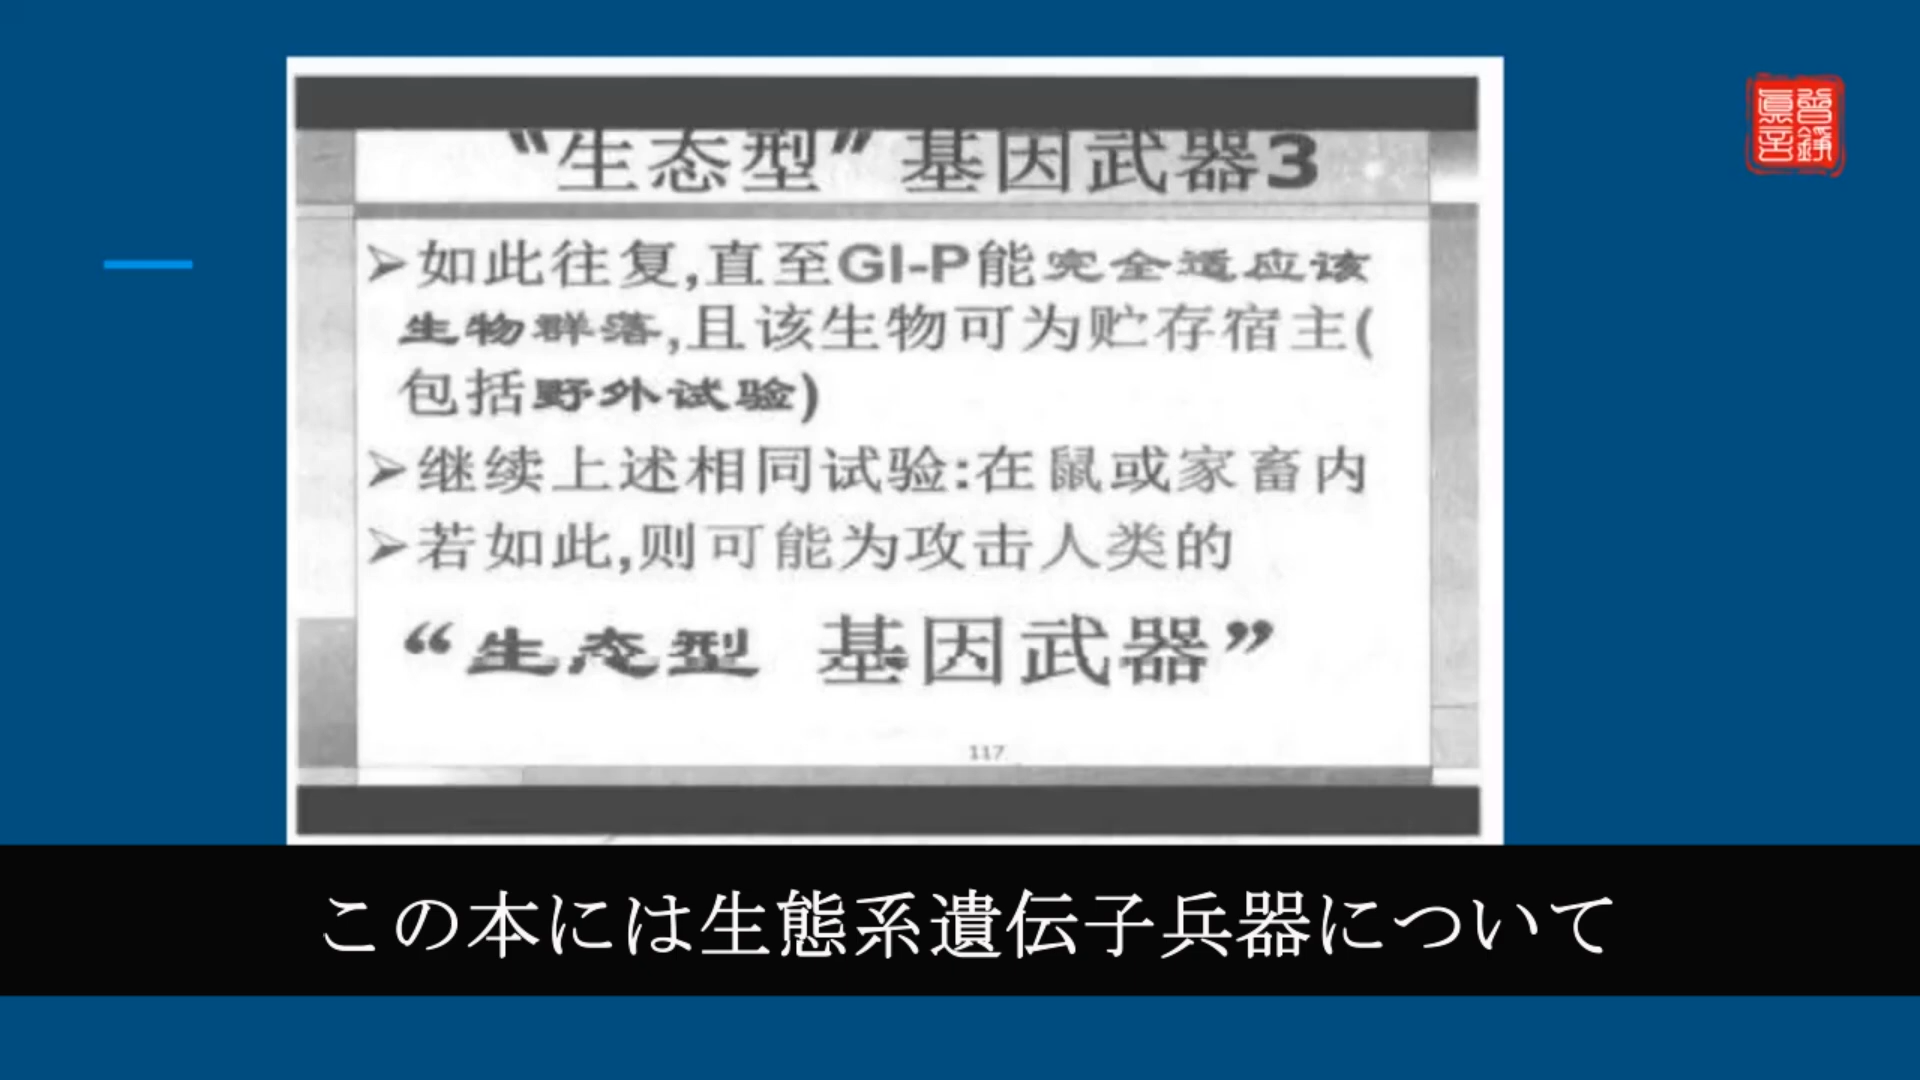 “生态型”基因武器3
➢如此往复,直至GI-P能完全适应该
生物群落,且该生物可为贮存宿主(
包括野外试验)
➢继续上述相同试验:在鼠或家畜内
➢若如此,则可能为攻击人类的
“生态型 基因武器”
117
この本には生態系遺伝子兵器について
曾錚
真言